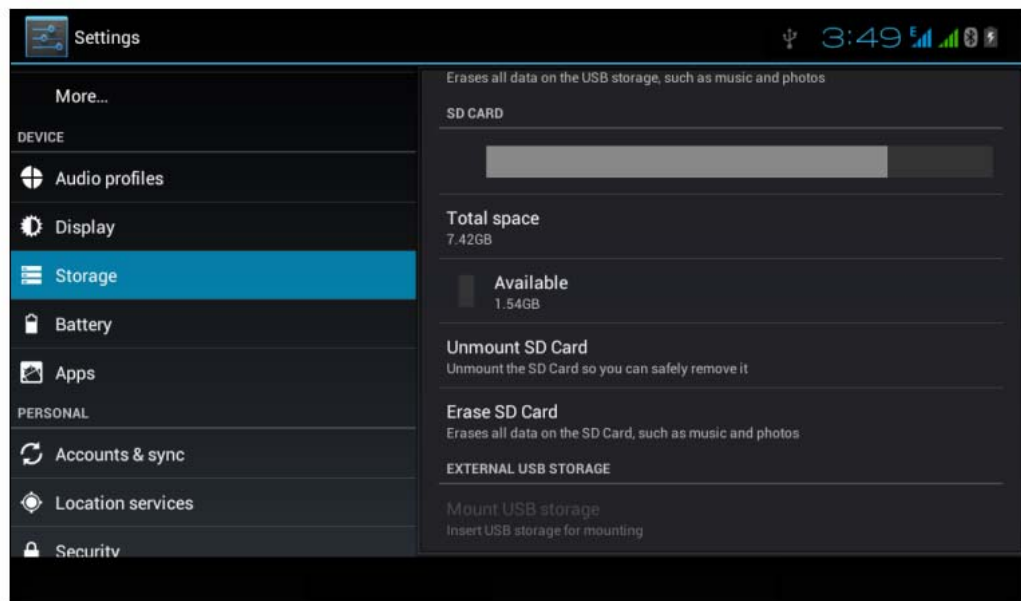 Settings
3:49
E
More...
DEVICE
Audio profiles
Display
Storage
Battery
Apps
PERSONAL
Accounts & sync
Location services
Security
Erases all data on the USB storage, such as music and photos
SD CARD
Total space
7.42GB
Available
1.54GB
Unmount SD Card
Unmount the SD Card so you can safely remove it
Erase SD Card
Erases all data on the SD Card, such as music and photos
EXTERNAL USB STORAGE
Mount USB storage
Insert USB storage for mounting